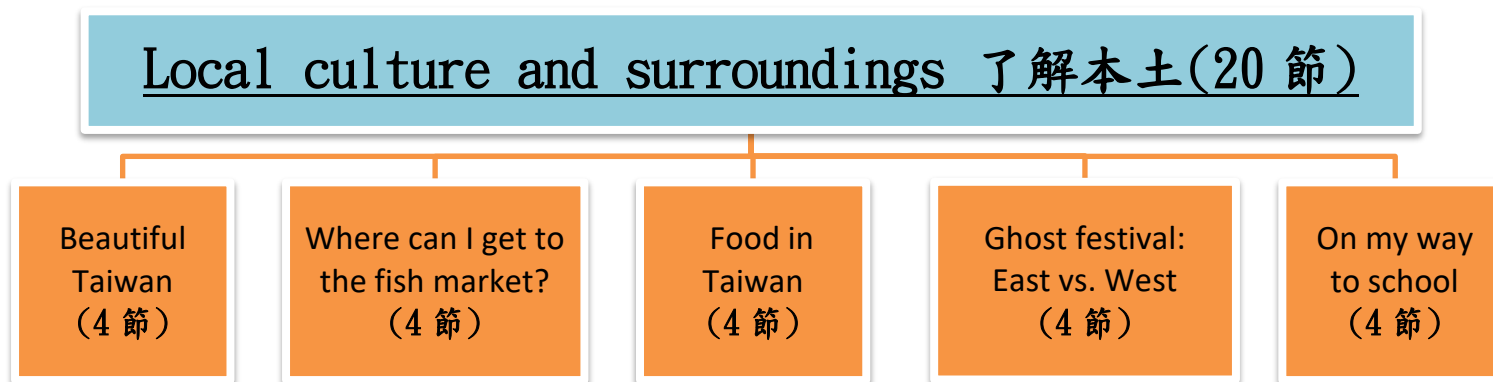 Local culture and surroundings 了解本土(20 節)
Beautiful
Taiwan
(4 節)
Where can I get to
the fish market?
(4 節)
Food in
Taiwan
(4 節)
Ghost festival:
East vs. West
(4 節)
On my way
to school
(4 節)